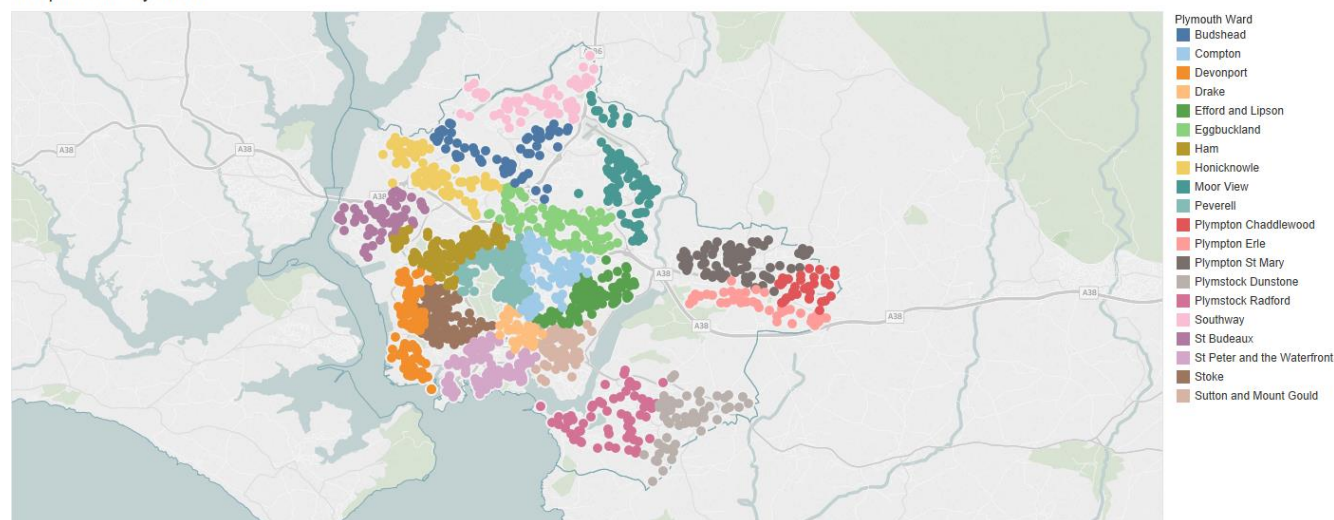 A38
A38
A38
A38
A38
A38
A38
Plymouth Ward
Budshead
Compton
Devonport
Drake
Efford and Lipson
Eggbuckland
Ham
Honicknowle
Moor View
Peverell
Plympton Chaddlewood
Plympton Erle
Plympton St Mary
Plymstock Dunstone
Plymstock Radford
Southway
St Budeaux
St Peter and the Waterfront
Stoke
Sutton and Mount Gould